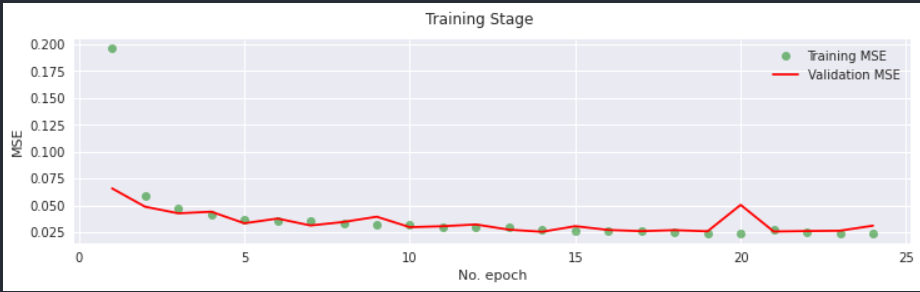 Training Stage
0.200
0.175
0.150
0.125
0.100
0.075
0.050
0.025
MSE
Training MSE
Validation MSE
0 5 10 15 20 25
No. epoch